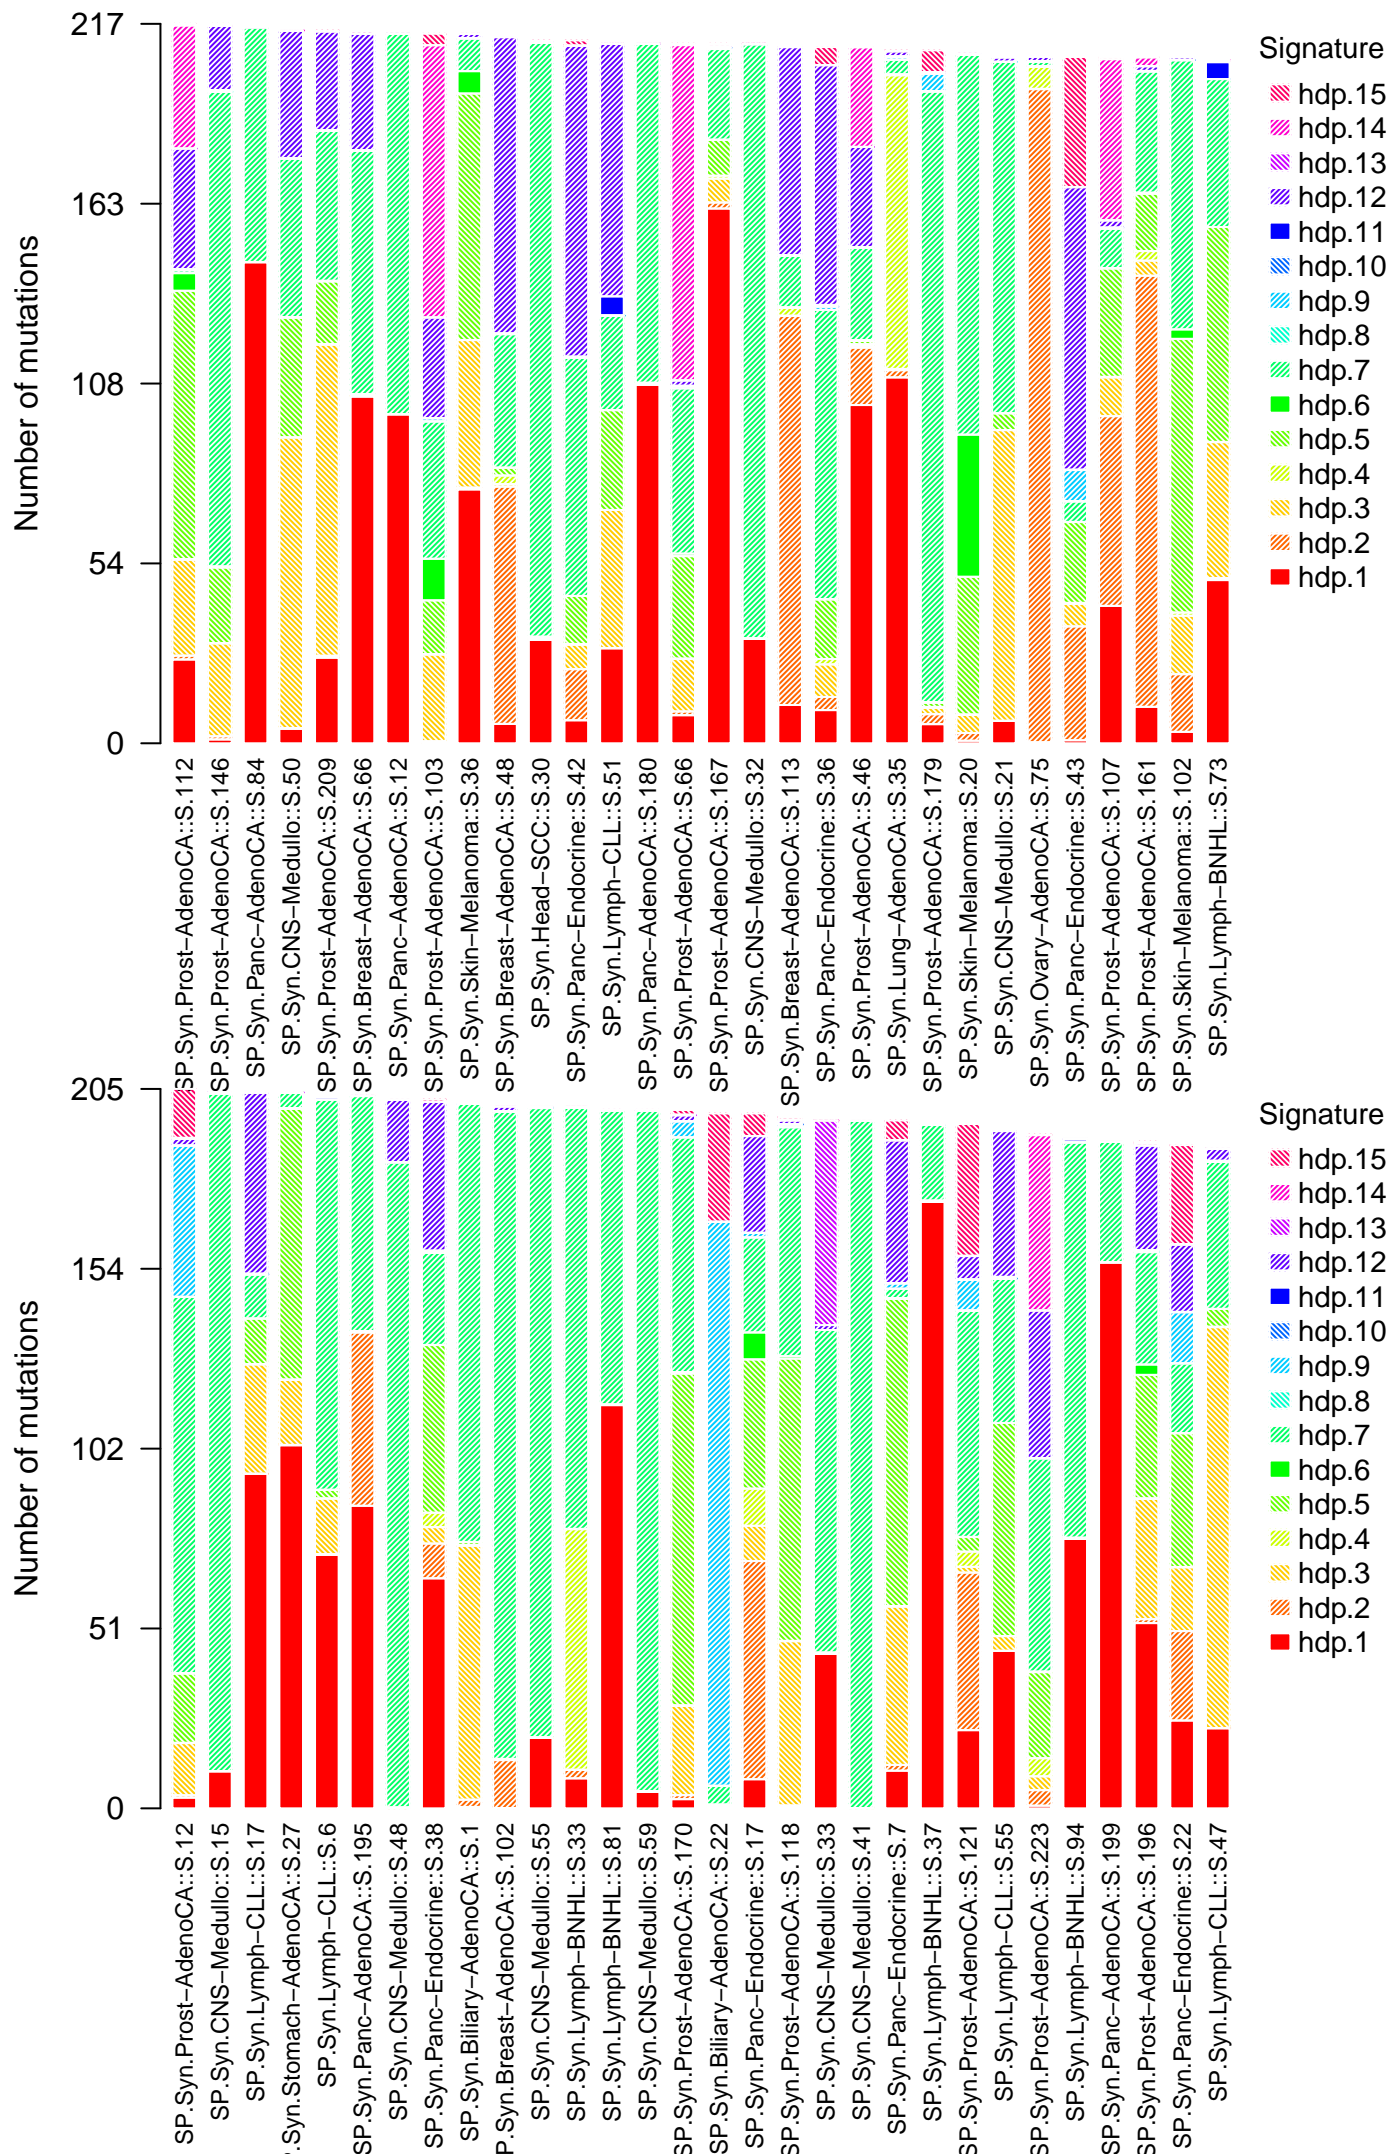 217
163
108
54
0
Number of mutations
Signature
hdp.15
hdp.14
hdp.13
hdp.12
hdp.11
hdp.10
hdp.9
hdp.8
hdp.7
hdp.6
hdp.5
hdp.4
hdp.3
hdp.2
hdp.1
SP.Syn.Prost−AdenoCA::S.112
SP.Syn.Prost−AdenoCA::S.146
SP.Syn.Panc−AdenoCA::S.84
SP.Syn.CNS−Medullo::S.50
SP.Syn.Prost−AdenoCA::S.209
SP.Syn.Breast−AdenoCA::S.66
SP.Syn.Panc−AdenoCA::S.12
SP.Syn.Prost−AdenoCA::S.103
SP.Syn.Skin−Melanoma::S.36
SP.Syn.Breast−AdenoCA::S.48
SP.Syn.Head−SCC::S.30
SP.Syn.Panc−Endocrine::S.42
SP.Syn.Lymph−CLL::S.51
SP.Syn.Panc−AdenoCA::S.180
SP.Syn.Prost−AdenoCA::S.66
SP.Syn.Prost−AdenoCA::S.167
SP.Syn.CNS−Medullo::S.32
SP.Syn.Breast−AdenoCA::S.113
SP.Syn.Panc−Endocrine::S.36
SP.Syn.Prost−AdenoCA::S.46
SP.Syn.Lung−AdenoCA::S.35
SP.Syn.Prost−AdenoCA::S.179
SP.Syn.Skin−Melanoma::S.20
SP.Syn.CNS−Medullo::S.21
SP.Syn.Ovary−AdenoCA::S.75
SP.Syn.Panc−Endocrine::S.43
SP.Syn.Prost−AdenoCA::S.107
SP.Syn.Prost−AdenoCA::S.161
SP.Syn.Skin−Melanoma::S.102
SP.Syn.Lymph−BNHL::S.73
205
154
102
51
0
Number of mutations
Signature
hdp.15
hdp.14
hdp.13
hdp.12
hdp.11
hdp.10
hdp.9
hdp.8
hdp.7
hdp.6
hdp.5
hdp.4
hdp.3
hdp.2
hdp.1
SP.Syn.Prost−AdenoCA::S.12
SP.Syn.CNS−Medullo::S.15
SP.Syn.Lymph−CLL::S.17
P.Syn.Stomach−AdenoCA::S.27
SP.Syn.Lymph−CLL::S.6
SP.Syn.Panc−AdenoCA::S.195
SP.Syn.CNS−Medullo::S.48
SP.Syn.Panc−Endocrine::S.38
SP.Syn.Biliary−AdenoCA::S.1
SP.Syn.Breast−AdenoCA::S.102
SP.Syn.CNS−Medullo::S.55
SP.Syn.Lymph−BNHL::S.33
SP.Syn.Lymph−BNHL::S.81
SP.Syn.CNS−Medullo::S.59
SP.Syn.Prost−AdenoCA::S.170
SP.Syn.Biliary−AdenoCA::S.22
SP.Syn.Panc−Endocrine::S.17
SP.Syn.Prost−AdenoCA::S.118
SP.Syn.CNS−Medullo::S.33
SP.Syn.CNS−Medullo::S.41
SP.Syn.Panc−Endocrine::S.7
SP.Syn.Lymph−BNHL::S.37
SP.Syn.Prost−AdenoCA::S.121
SP.Syn.Lymph−CLL::S.55
SP.Syn.Prost−AdenoCA::S.223
SP.Syn.Lymph−BNHL::S.94
SP.Syn.Panc−AdenoCA::S.199
SP.Syn.Prost−AdenoCA::S.196
SP.Syn.Panc−Endocrine::S.22
SP.Syn.Lymph−CLL::S.47